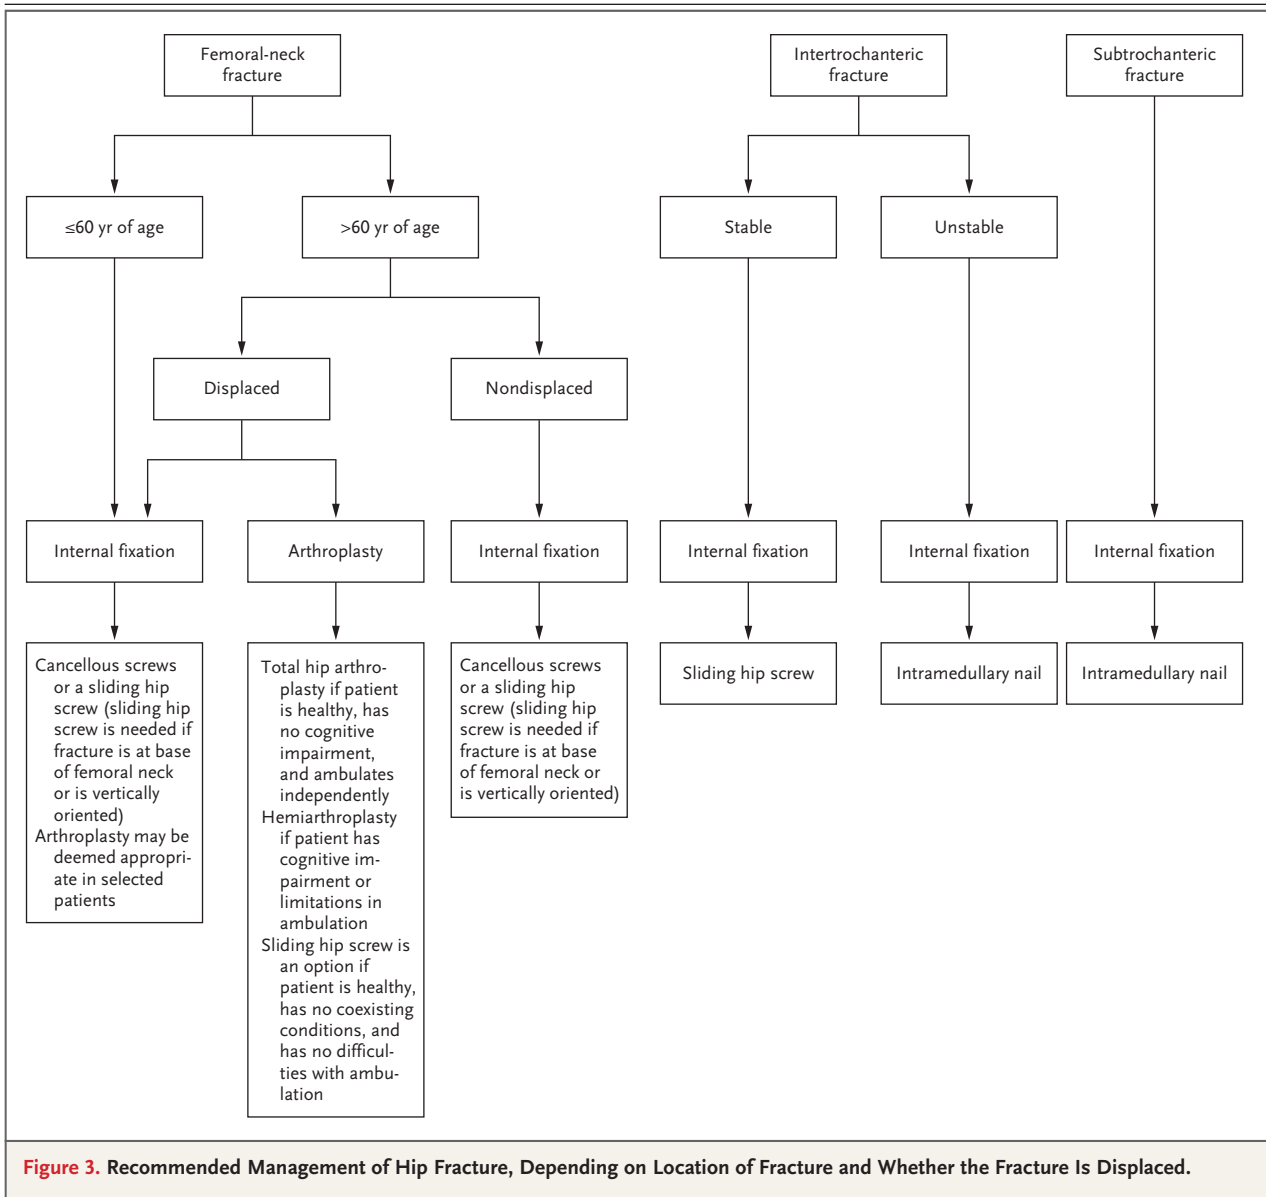 Femoral-neck
fracture
Intertrochanteric
fracture
Subtrochanteric
fracture
≤60 yr of age
>60 yr of age
Stable
Unstable
Displaced
Nondisplaced
Internal fixation
Arthroplasty
Internal fixation
Internal fixation
Internal fixation
Internal fixation
Cancellous screws
or a sliding hip
screw (sliding hip
screw is needed if
fracture is at base
of femoral neck
or is vertically
oriented)
Arthroplasty may be
deemed appropri-
ate in selected
patients
Total hip arthro-
plasty if patient
is healthy, has
no cognitive
impairment,
and ambulates
independently
Hemiarthroplasty
if patient has
cognitive im-
pairment or
limitations in
ambulation
Sliding hip screw is
an option if
patient is healthy,
has no coexisting
conditions, and
has no difficul-
ties with ambu-
lation
Cancellous screws
or a sliding hip
screw (sliding hip
screw is needed if
fracture is at base
of femoral neck or
is vertically oriented)
Sliding hip screw
Intramedullary nail
Intramedullary nail
Figure 3. Recommended Management of Hip Fracture, Depending on Location of Fracture and Whether the Fracture Is Displaced.